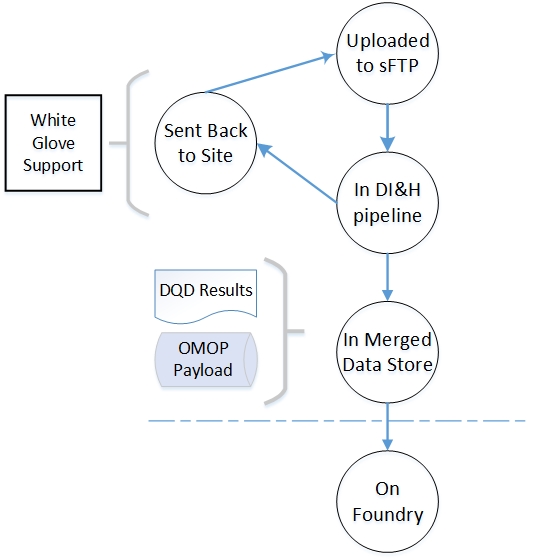 Uploaded
to sFTP
White
Glove
Support
Sent Back
to Site
In DI&H
pipeline
DQD Results
OMOP
Payload
In Merged
Data Store
On
Foundry